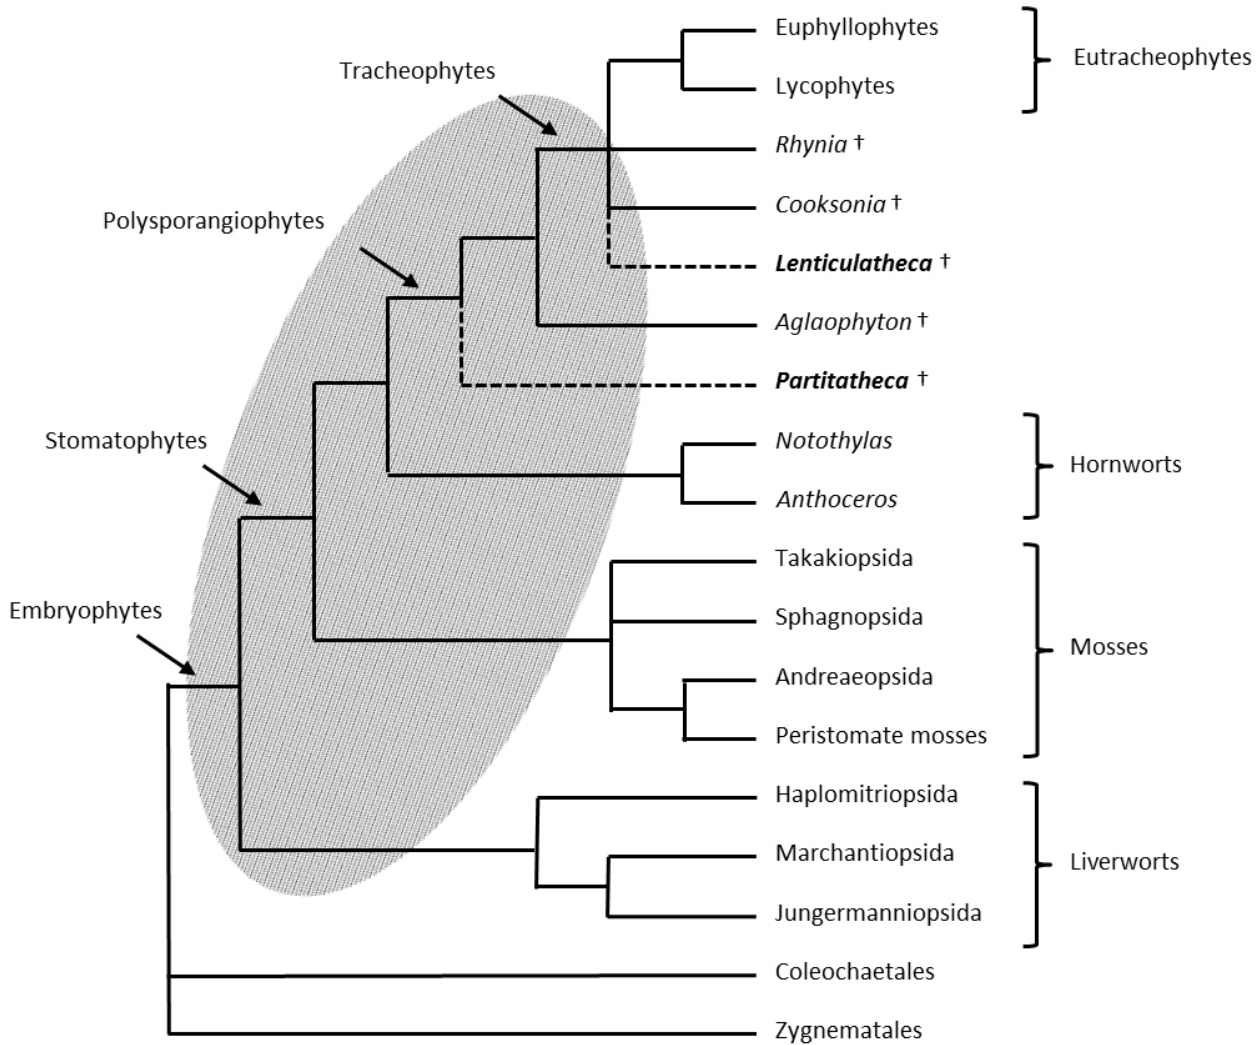 Euphyllophytes
Eutracheophytes
Tracheophytes
Lycophytes
Rhynia †
Cooksonia †
Polysporangiophytes
Lenticulatheca †
Aglaophyton †
Partitatheca †
Stomatophytes
Notothylas
Hornworts
Anthoceros
Takakiopsida
Embryophytes
Sphagnopsida
Mosses
Andreaeopsida
Peristomate mosses
Haplomitriopsida
Marchantiopsida
Liverworts
Jungermanniopsida
Coleochaetales
Zygnematales